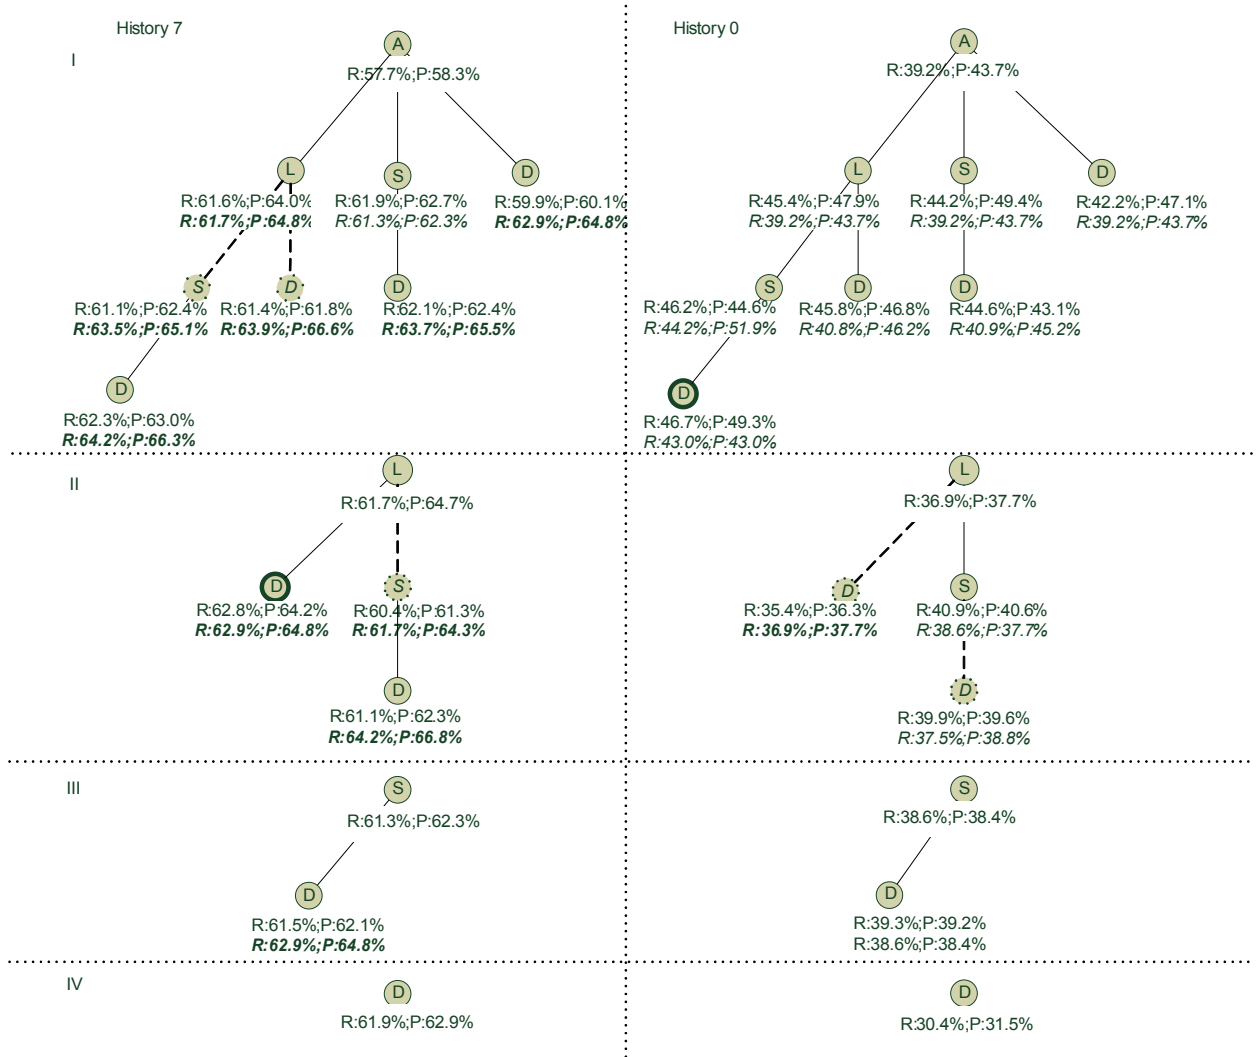 History 7
History 0
I
A
R:57.7%;P:58.3%
A
R:39.2%;P:43.7%
L
S
D
R:61.6%;P:64.0%
R:61.7%;P:64.8%
R:61.9%;P:62.7%
R:61.3%;P:62.3%
R:59.9%;P:60.1%
R:62.9%;P:64.8%
L
S
D
R:45.4%;P:47.9%
R:39.2%;P:43.7%
R:44.2%;P:49.4%
R:39.2%;P:43.7%
R:42.2%;P:47.1%
R:39.2%;P:43.7%
S
D
D
R:61.1%;P:62.4%
R:63.5%;P:65.1%
R:61.4%;P:61.8%
R:63.9%;P:66.6%
R:62.1%;P:62.4%
R:63.7%;P:65.5%
S
D
D
R:46.2%;P:44.6%
R:44.2%;P:51.9%
R:45.8%;P:46.8%
R:40.8%;P:46.2%
R:44.6%;P:43.1%
R:40.9%;P:45.2%
D
R:62.3%;P:63.0%
R:64.2%;P:66.3%
D
R:46.7%;P:49.3%
R:43.0%;P:43.0%
II
L
R:61.7%;P:64.7%
L
R:36.9%;P:37.7%
D
S
R:62.8%;P:64.2%
R:62.9%;P:64.8%
R:60.4%;P:61.3%
R:61.7%;P:64.3%
D
S
R:35.4%;P:36.3%
R:36.9%;P:37.7%
R:40.9%;P:40.6%
R:38.6%;P:37.7%
D
R:61.1%;P:62.3%
R:64.2%;P:66.8%
D
R:39.9%;P:39.6%
R:37.5%;P:38.8%
III
S
R:61.3%;P:62.3%
S
R:38.6%;P:38.4%
D
R:61.5%;P:62.1%
R:62.9%;P:64.8%
D
R:39.3%;P:39.2%
R:38.6%;P:38.4%
IV
D
R:61.9%;P:62.9%
D
R:30.4%;P:31.5%